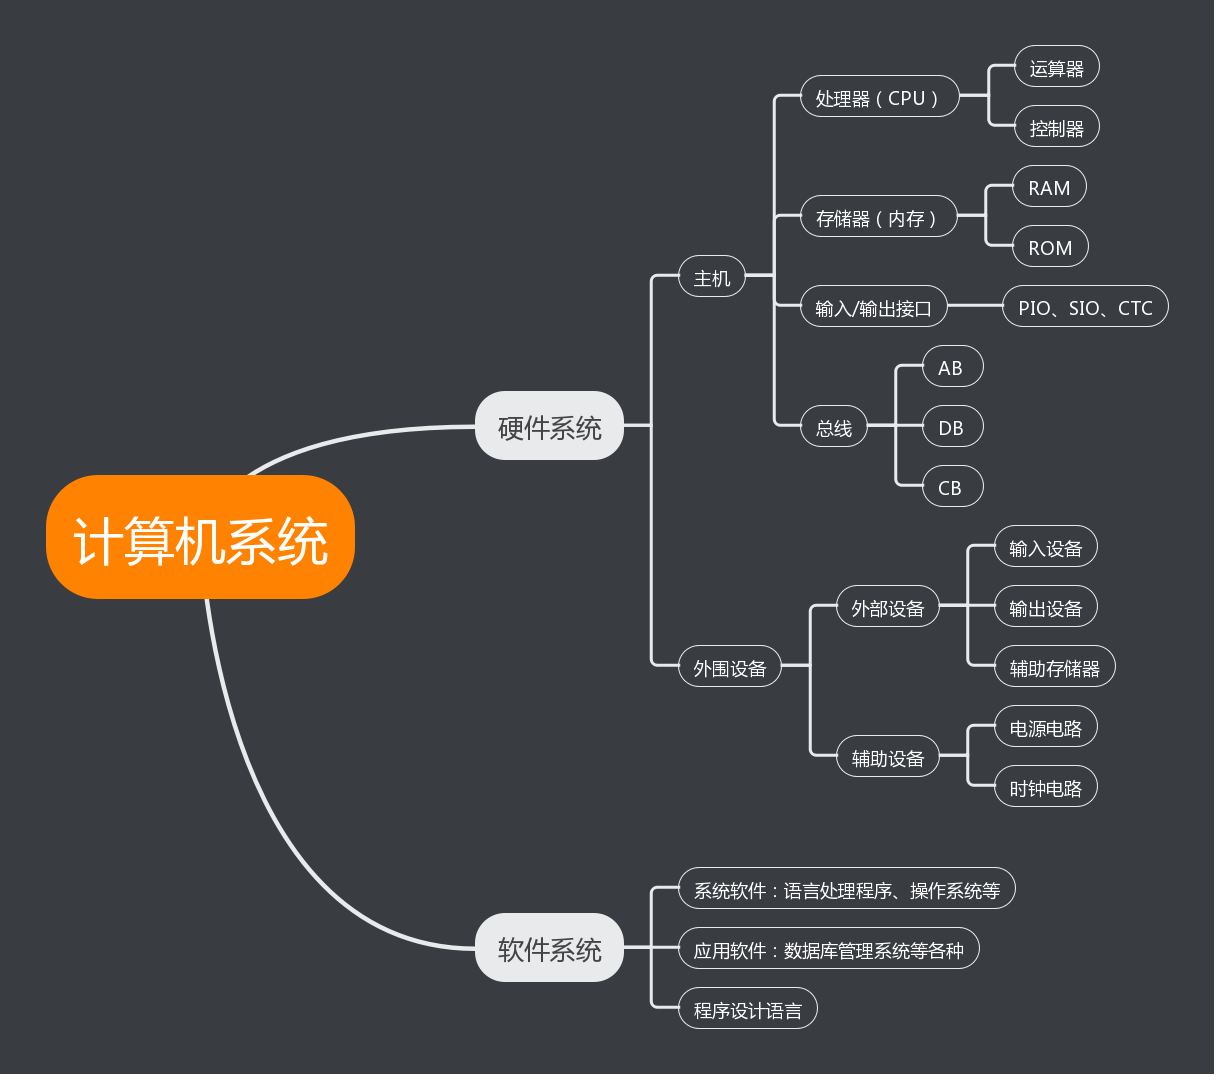 计算机系统
硬件系统
主机
处理器（CPU）
运算器
控制器
存储器（内存）
RAM
ROM
输入/输出接口
PIO、SIO、CTC
总线
AB
DB
CB
外围设备
外部设备
输入设备
输出设备
辅助存储器
辅助设备
电源电路
时钟电路
软件系统
系统软件：语言处理程序、操作系统等
应用软件：数据库管理系统等各种
程序设计语言